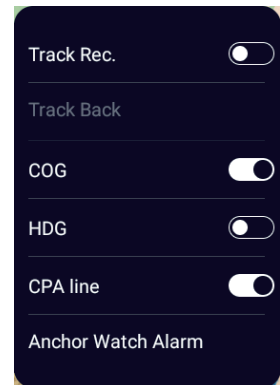 Track Rec.
Track Back
COG
HDG
CPA line
Anchor Watch Alarm